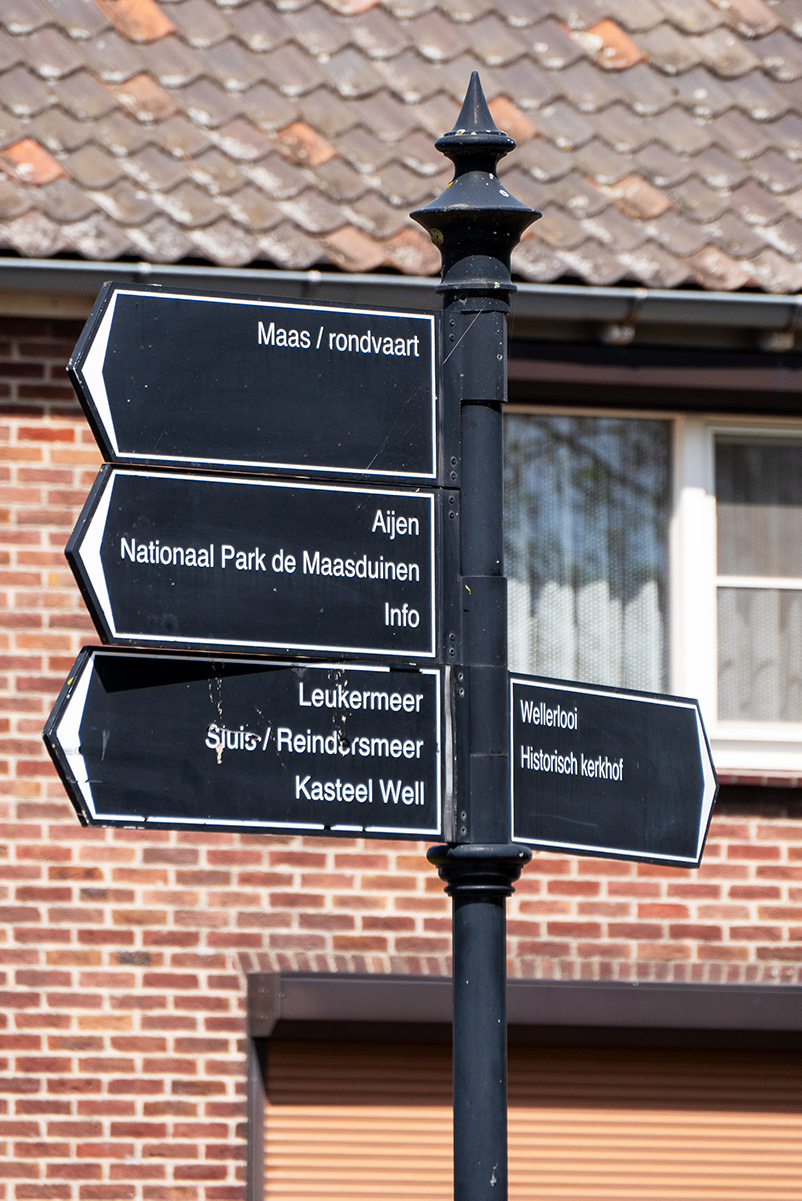 Maas / rondvaart
Aijen
Nationaal Park de Maasduinen
Info
Leukermeer
Sluis / Reindersmeer
Kasteel Well
Wellerlooi
Historisch kerkhof